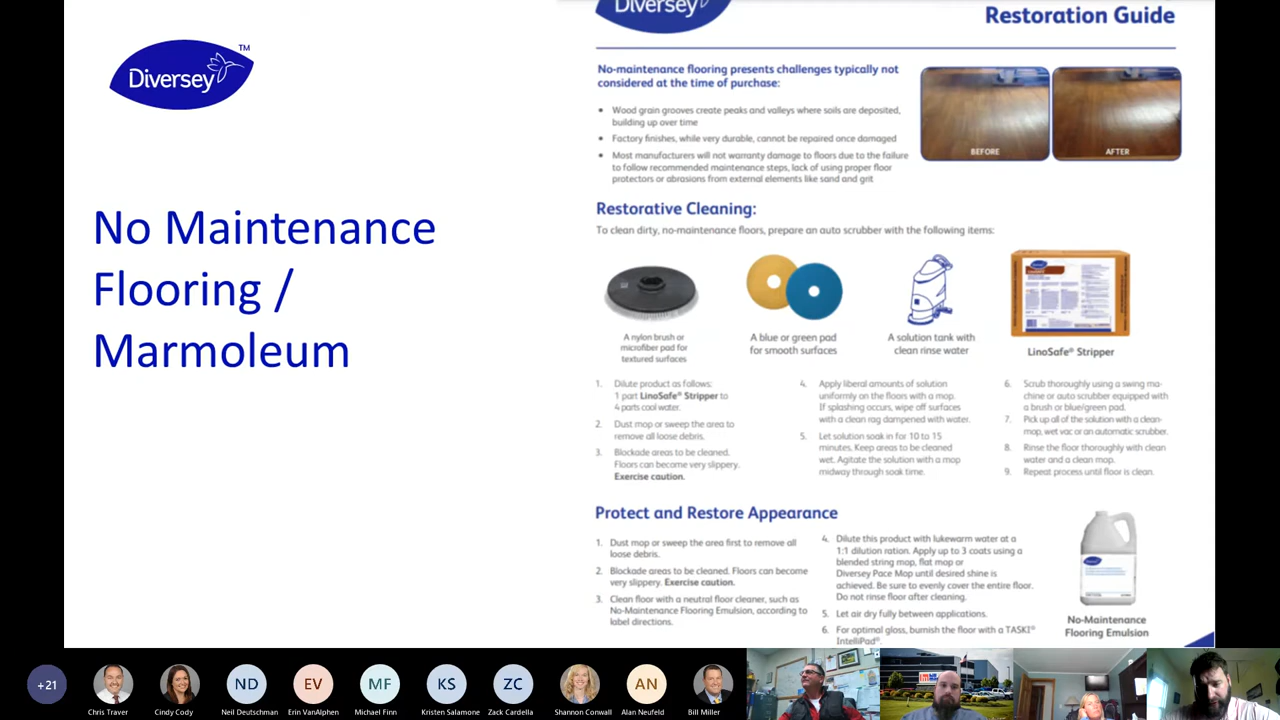 Diversey
TM
No Maintenance
Flooring /
Marmoleum
Diversey
Restoration Guide
No-maintenance flooring presents challenges typically not
considered at the time of purchase:
• Wood grain grooves create peaks and valleys where soils are deposited,
building up over time
• Factory finishes, while very durable, cannot be repaired once damaged
• Most manufacturers will not warranty damage to floors due to the failure
to follow recommended maintenance steps, lack of using proper floor
protectors or abrasions from external elements like sand and grit
BEFORE
AFTER
Restorative Cleaning:
To clean dirty, no-maintenance floors, prepare an auto scrubber with the following items:
A nylon brush or
microfiber pad for
textured surfaces
A blue or green pad
for smooth surfaces
A solution tank with
clean rinse water
LinoSafe® Stripper
1. Dilute product as follows:
1 part LinoSafe® Stripper to
4 parts cool water.
2. Dust mop or sweep the area to
remove all loose debris.
3. Blockade areas to be cleaned.
Floors can become very slippery.
Exercise caution.
4. Apply liberal amounts of solution
uniformly on the floors with a mop.
If splashing occurs, wipe off surfaces
with a clean rag dampened with water.
5. Let solution soak in for 10 to 15
minutes. Keep areas to be cleaned
wet. Agitate the solution with a mop
midway through soak time.
6. Scrub thoroughly using a swing ma-
chine or auto scrubber equipped with
a brush or blue/green pad.
7. Pick up all of the solution with a clean-
mop, wet vac or an automatic scrubber.
8. Rinse the floor thoroughly with clean
water and a clean mop.
9. Repeat process until floor is clean.
Protect and Restore Appearance
1. Dust mop or sweep the area first to remove all
loose debris.
2. Blockade areas to be cleaned. Floors can become
very slippery. Exercise caution.
3. Clean floor with a neutral floor cleaner, such as
No-Maintenance Flooring Emulsion, according to
label directions.
4. Dilute this product with lukewarm water at a
1:1 dilution ration. Apply up to 3 coats using a
blended string mop, flat mop or
Diversey Pace Mop until desired shine is
achieved. Be sure to evenly cover the entire floor.
Do not rinse floor after cleaning.
5. Let air dry fully between applications.
6. For optimal gloss, burnish the floor with a TASKI®
IntelliPad®.
No-Maintenance
Flooring Emulsion
+21
Chris Traver
Cindy Cody
ND
Neil Deutschman
EV
Erin VanAlphen
MF
Michael Finn
KS
Kristen Salamone
ZC
Zack Cardella
Shannon Conwall
AN
Alan Neufeld
Bill Miller